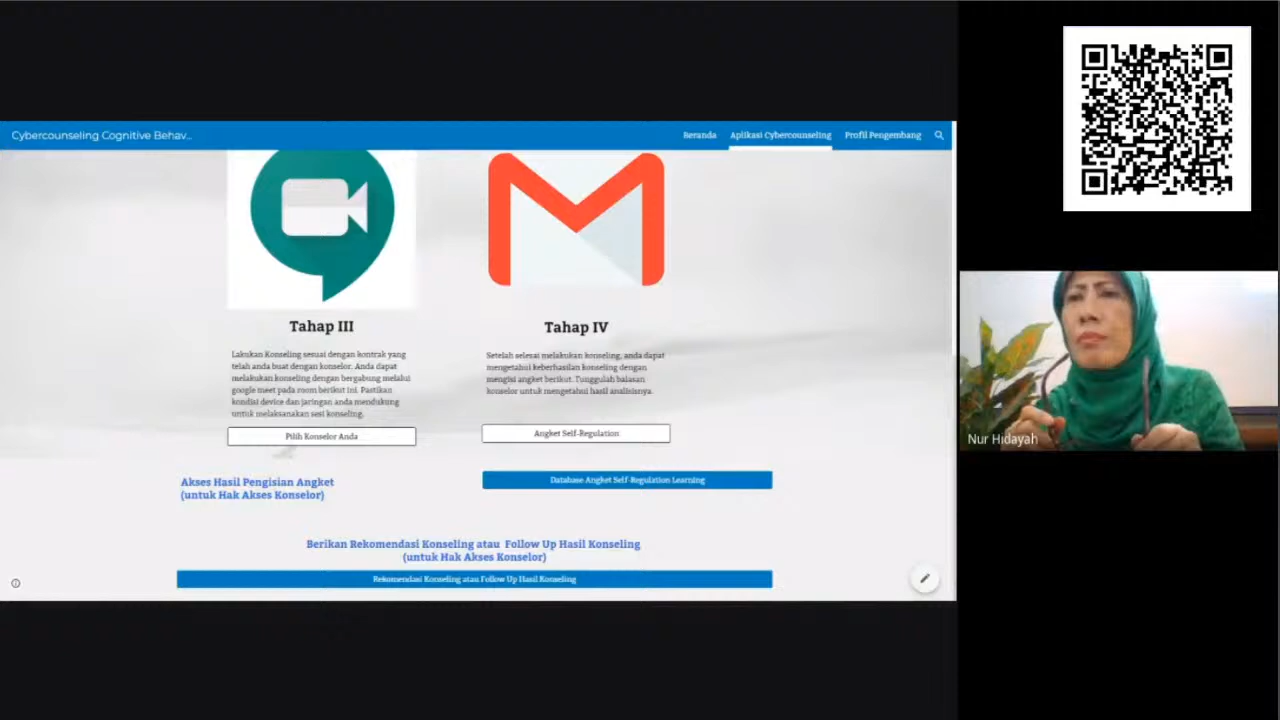 Cybercounseling Cognitive Behav...
Beranda
Aplikasi Cybercounseling
Profil Pengembang
Tahap III
Lakukan Konseling sesuai dengan kontrak yang
telah anda buat dengan konselor. Anda dapat
melakukan konseling dengan bergabung melalui
google meet pada room berikut ini. Pastikan
kondisi device dan jaringan anda mendukung
untuk melaksanakan sesi konseling.
Pilih Konselor Anda
Tahap IV
Setelah selesai melakukan konseling, anda dapat
mengetahui keberhasilan konseling dengan
mengisi angket berikut. Tunggulah balasan
konselor untuk mengetahui hasil analisisnya.
Angket Self-Regulation
Akses Hasil Pengisian Angket
(untuk Hak Akses Konselor)
Database Angket Self-Regulation Learning
Berikan Rekomendasi Konseling atau Follow Up Hasil Konseling
(untuk Hak Akses Konselor)
Rekomendasi Konseling atau Follow Up Hasil Konseling
Nur Hidayah